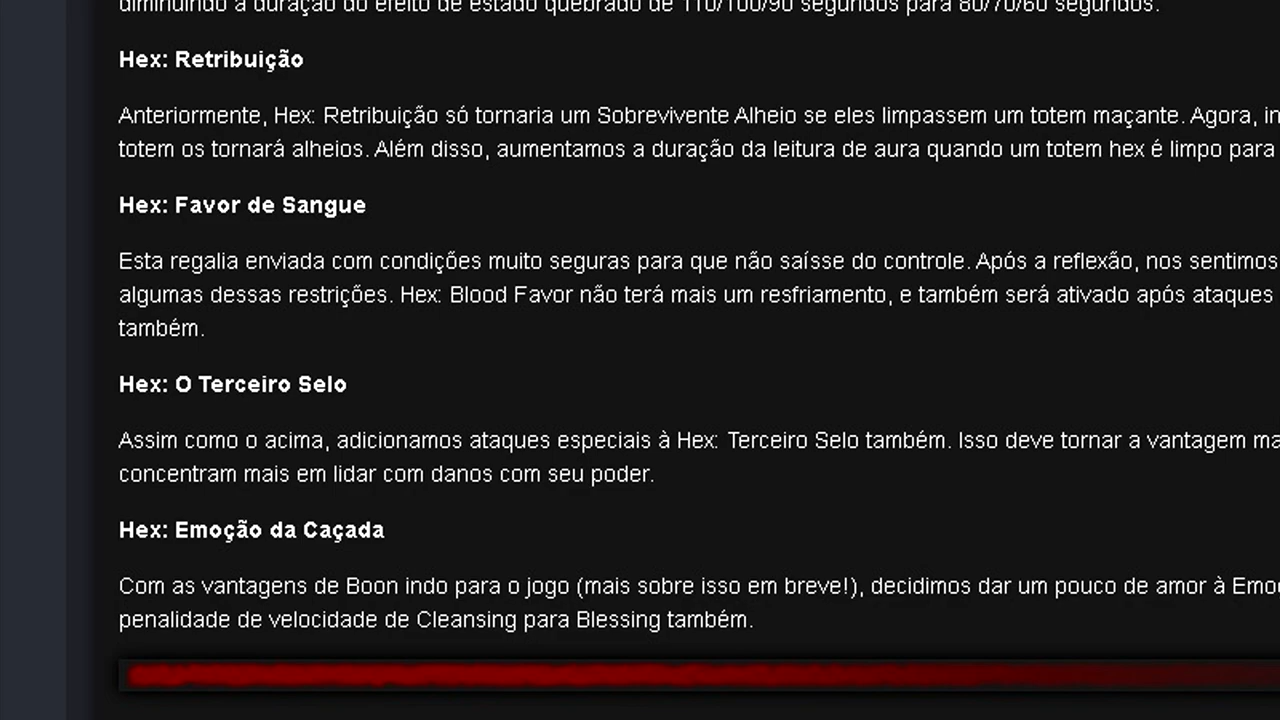 diminuindo a duração do efeito de estado quebrado de 110/100/90 segundos para 80/70/60 segundos.
Hex: Retribuição
Anteriormente, Hex: Retribuição só tornaria um Sobrevivente Alheio se eles limpassem um totem maçante. Agora,
totem os tornará alheios. Além disso, aumentamos a duração da leitura de aura quando um totem hex é limpo para
Hex: Favor de Sangue
Esta regalia enviada com condições muito seguras para que não saísse do controle. Após a reflexão, nos sentimos
algumas dessas restrições. Hex: Blood Favor não terá mais um resfriamento, e também será ativado após ataques
também.
Hex: O Terceiro Selo
Assim como o acima, adicionamos ataques especiais à Hex: Terceiro Selo também. Isso deve tornar a vantagem
concentram mais em lidar com danos com seu poder.
Hex: Emoção da Caçada
Com as vantagens de Boon indo para o jogo (mais sobre isso em breve!), decidimos dar um pouco de amor à
penalidade de velocidade de Cleansing para Blessing também.